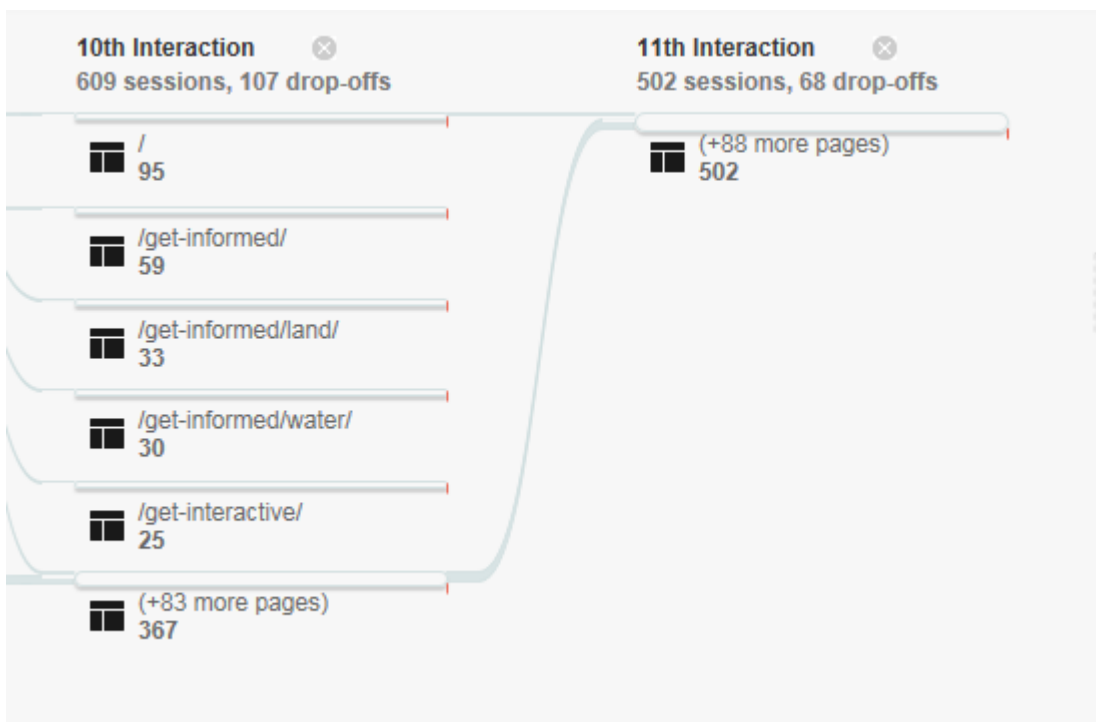 10th Interaction
609 sessions, 107 drop-offs
/
95
/get-informed/
59
/get-informed/land/
33
/get-informed/water/
30
/get-interactive/
25
(+83 more pages)
367
11th Interaction
502 sessions, 68 drop-offs
(+88 more pages)
502